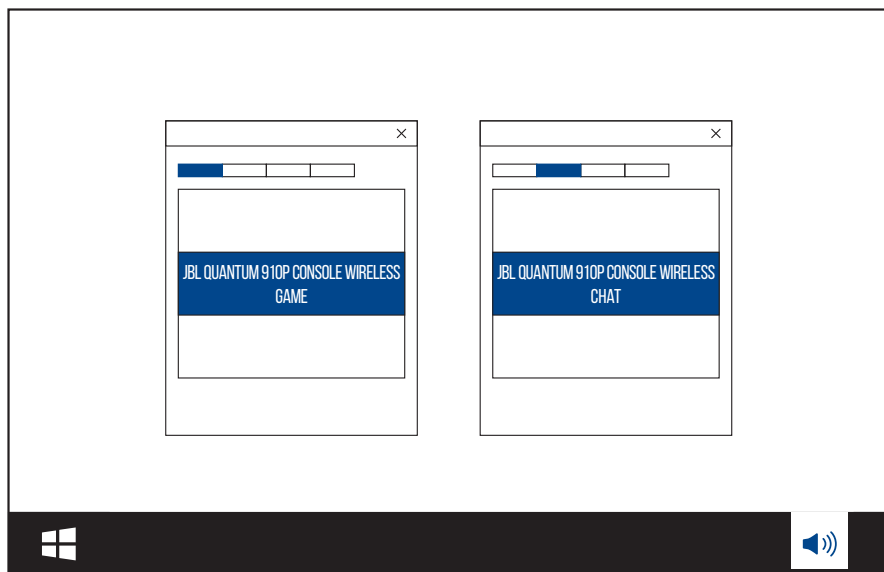 JBL QUANTUM 910P CONSOLE WIRELESS
GAME
JBL QUANTUM 910P CONSOLE WIRELESS
CHAT